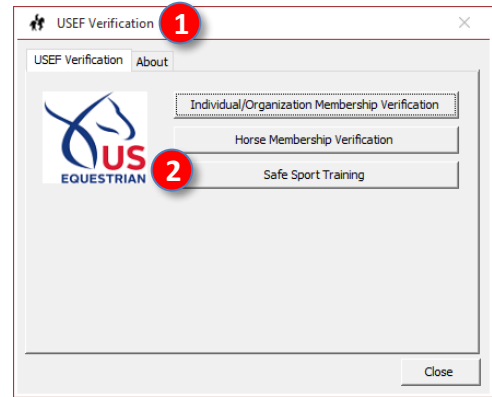 USEF Verification 1
USEF Verification About
Individual/Organization Membership Verification
Horse Membership Verification
US
EQUESTRIAN
2 Safe Sport Training
Close